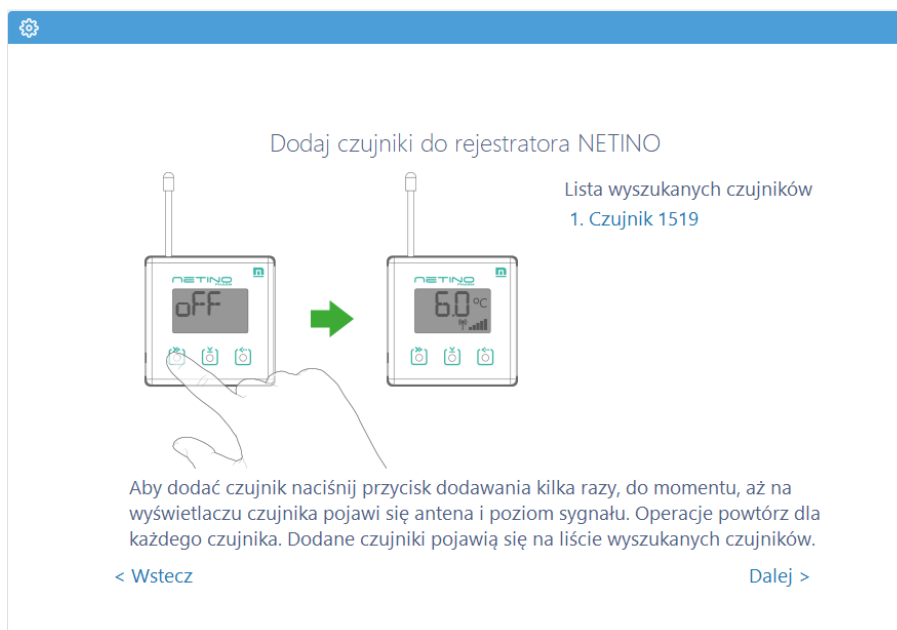 Dodaj czujniki do rejestratora NETINO
Lista wyszukanych czujników
1. Czujnik 1519
NETINO
oFF
NETINO
6.0 °C
Aby dodać czujnik naciśnij przycisk dodawania kilka razy, do momentu, aż na
wyświetlaczu czujnika pojawi się antena i poziom sygnału. Operacje powtórz dla
każdego czujnika. Dodane czujniki pojawią się na liście wyszukanych czujników.
< Wstecz
Dalej >